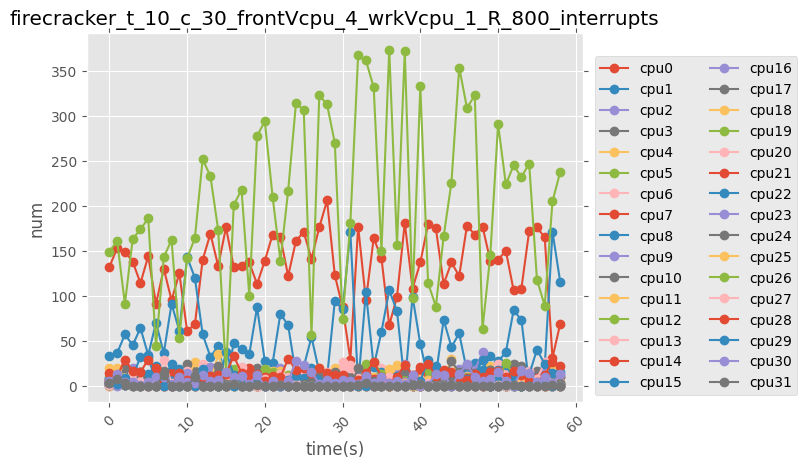 firecracker_t_10_c_30_frontVcpu_4_wrkVcpu_1_R_800_interrupts
350
300
250
200
150
100
50
0
num
0
10
20
30
40
50
60
time(s)
cpu0 cpu16
cpu1 cpu17
cpu2 cpu18
cpu3 cpu19
cpu4 cpu20
cpu5 cpu21
cpu6 cpu22
cpu7 cpu23
cpu8 cpu24
cpu9 cpu25
cpu10 cpu26
cpu11 cpu27
cpu12 cpu28
cpu13 cpu29
cpu14 cpu30
cpu15 cpu31